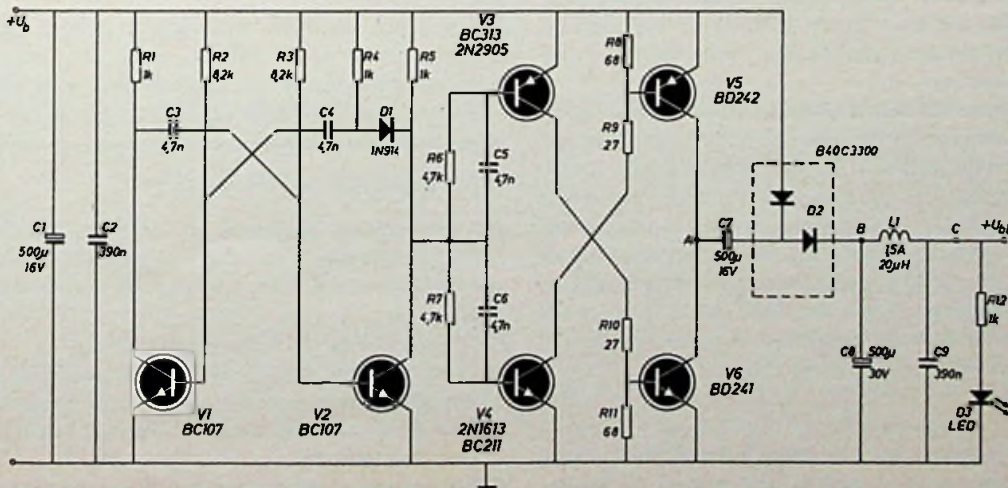 +Ub
R1
1k
R2
8,2k
R3
8,2k
R4
1k
R5
1k
C3
4,7n
C4
4,7n
D1
1N914
V3
BC313
2N2905
R8
68
V5
BD242
R9
27
B40C3300
R6
4,7k
C5
4,7n
C1
500µ
16V
C2
390n
A
C7
500µ
16V
D2
B
L1
1,5A
20µH
C
+Ub
R12
1k
R7
4,7k
C6
4,7n
R10
27
C8
500µ
30V
C9
390n
V1
BC107
V2
BC107
V4
2N1613
BC211
R11
68
V6
BD241
D3
LED